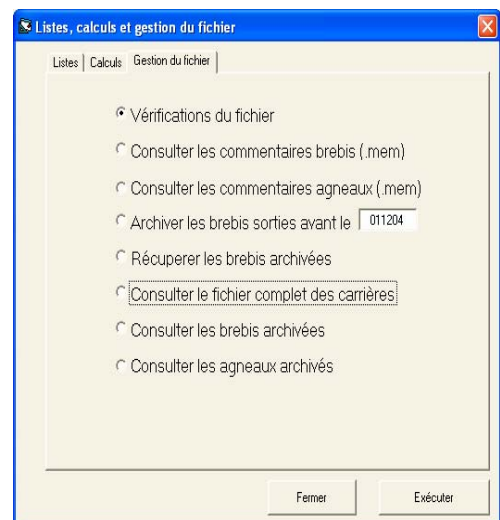 Listes, calculs et gestion du fichier
Listes Calculs Gestion du fichier
Vérifications du fichier
Consulter les commentaires brebis (.mem)
Consulter les commentaires agneaux (.mem)
Archiver les brebis sorties avant le 011204
Récuperer les brebis archivées
Consulter le fichier complet des carrières
Consulter les brebis archivées
Consulter les agneaux archivés
Fermer Exécuter